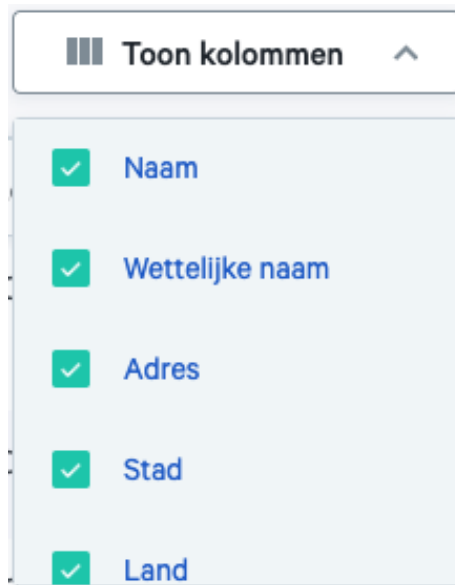 Toon kolommen
Naam
Wettelijke naam
Adres
Stad
Land